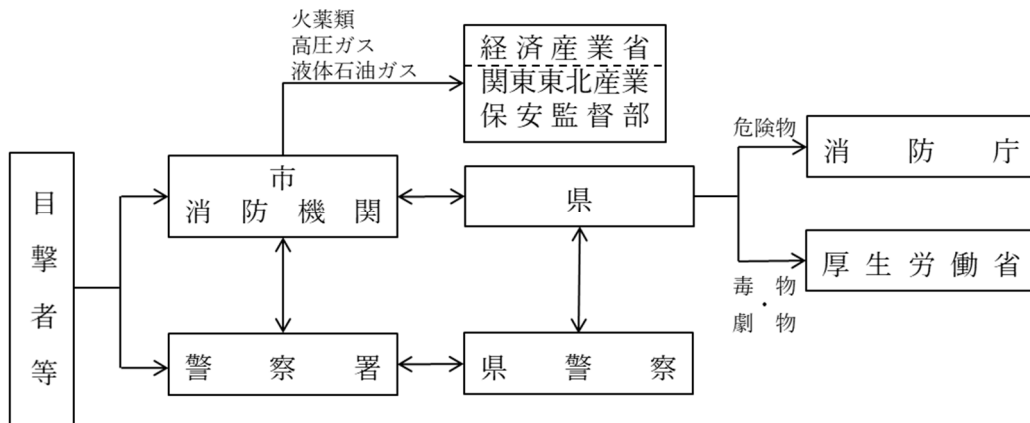 火薬類
高圧ガス
液体石油ガス
経済産業省
関東東北産業
保安監督部
危険物
消防庁
目撃者等
市
消防機関
県
厚生労働省
毒物
・
劇物
警察署
県警察